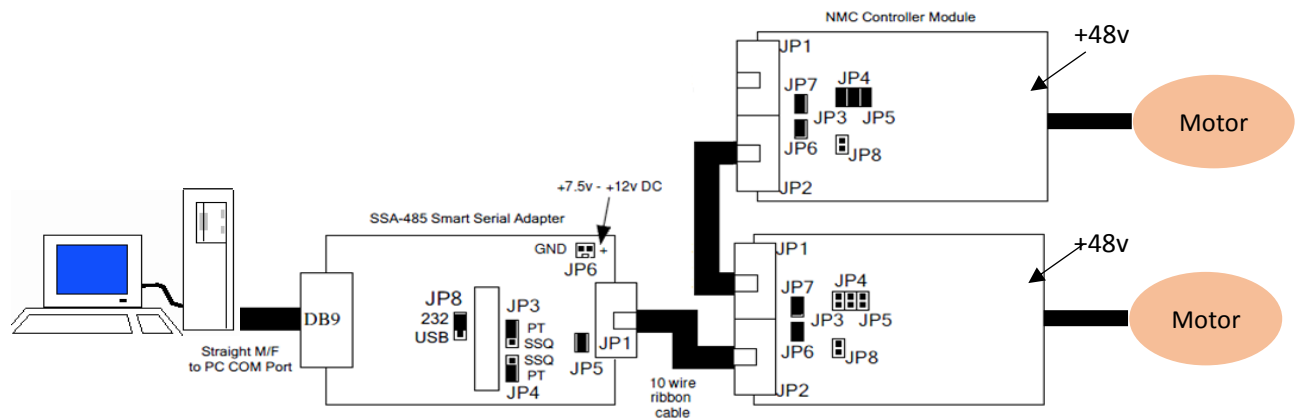 NMC Controller Module
JP1
+48v
JP7
JP4
JP3
JP5
JP6
JP8
JP2
Motor
+7.5v - +12v DC
SSA-485 Smart Serial Adapter
GND
+
JP6
JP8
232
USB
JP3
PT
SSQ
SSQ
PT
JP4
JP5
JP1
DB9
Straight M/F
to PC COM Port
10 wire
ribbon
cable
JP1
+48v
JP7
JP4
JP3
JP5
JP6
JP8
JP2
Motor